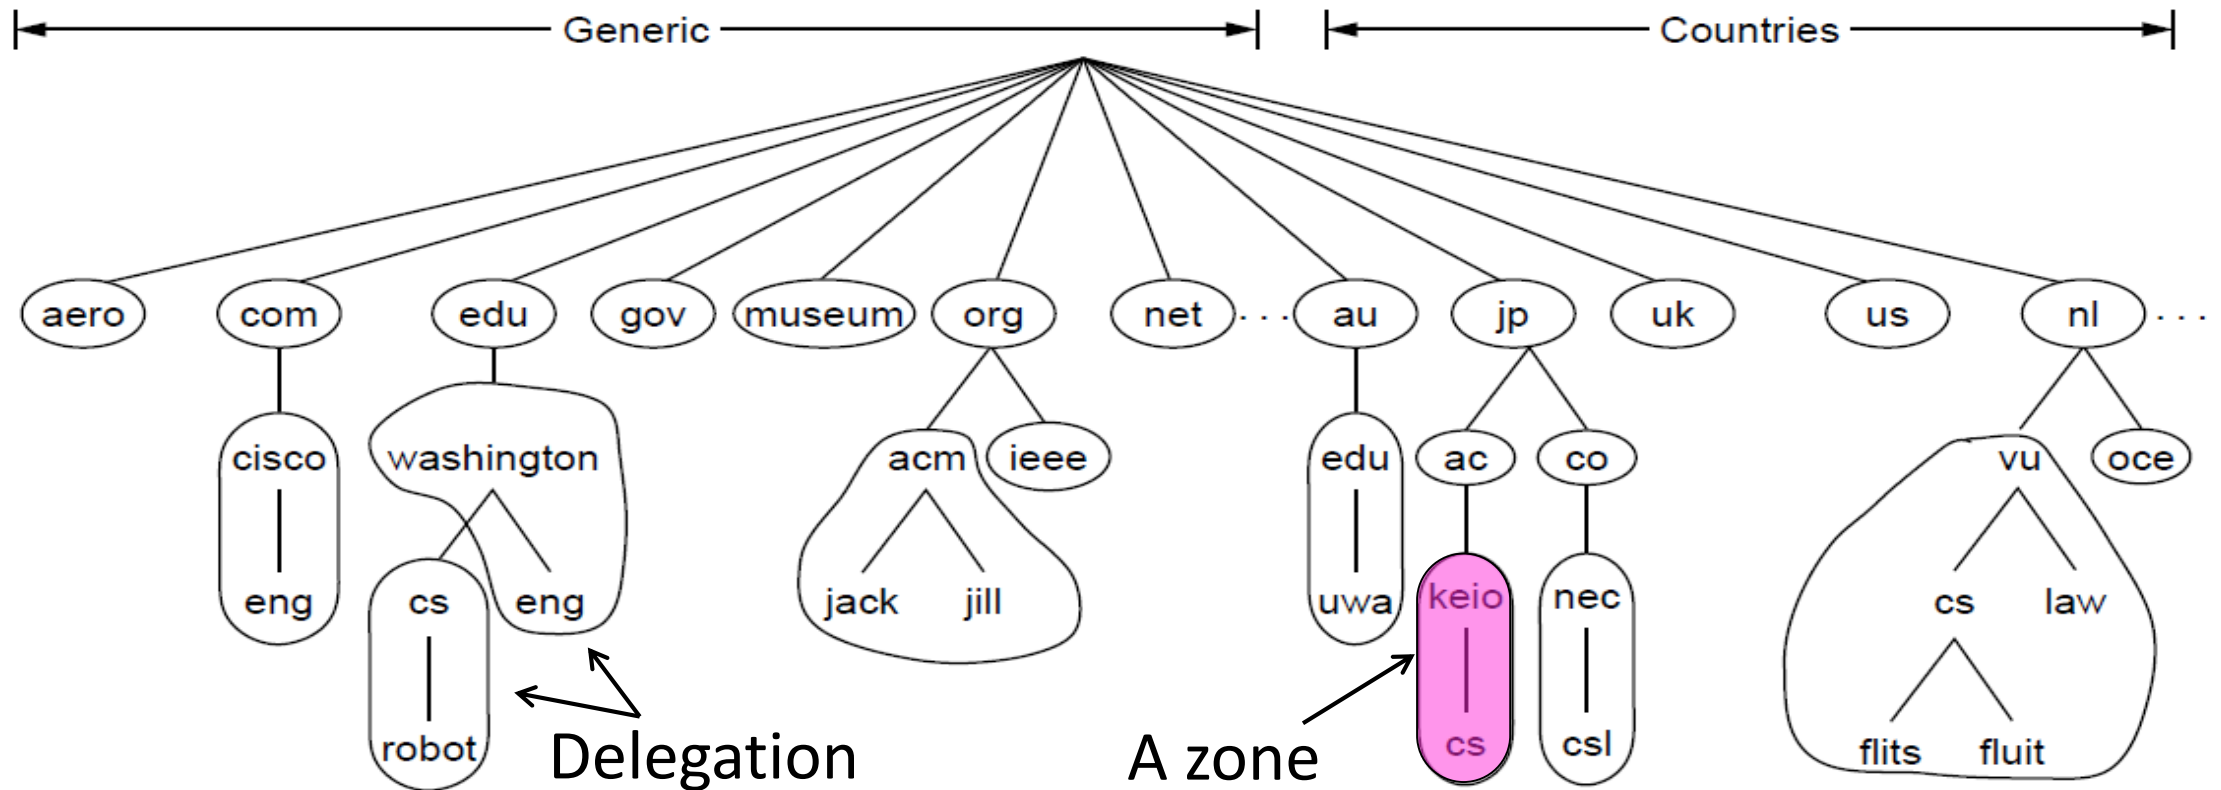 Generic Countries
aero com edu gov museum org net ... au jp uk us nl ...
cisco washington acm ieee edu ac co vu oce
eng cs eng jack jill uwa keio nec cs law
robot cs csl flits fluit
Delegation A zone